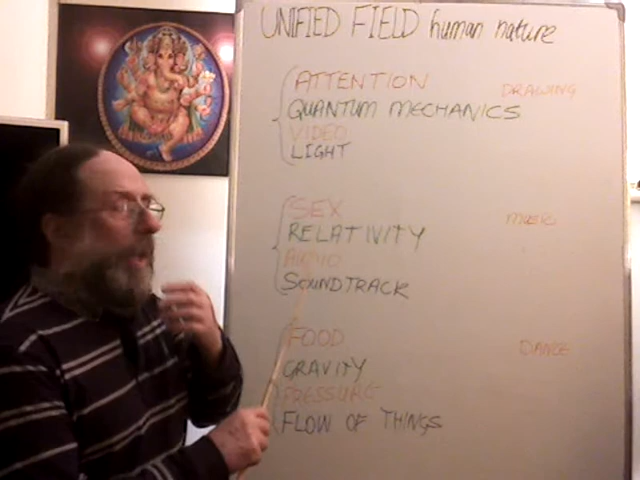 UNIFIED FIELD human nature
ATTENTION
DRAWING
QUANTUM MECHANICS
VIDEO
LIGHT
SEX
MUSIC
RELATIVITY
AUDIO
SOUNDTRACK
FOOD
DANCE
GRAVITY
PRESSURE
FLOW OF THINGS